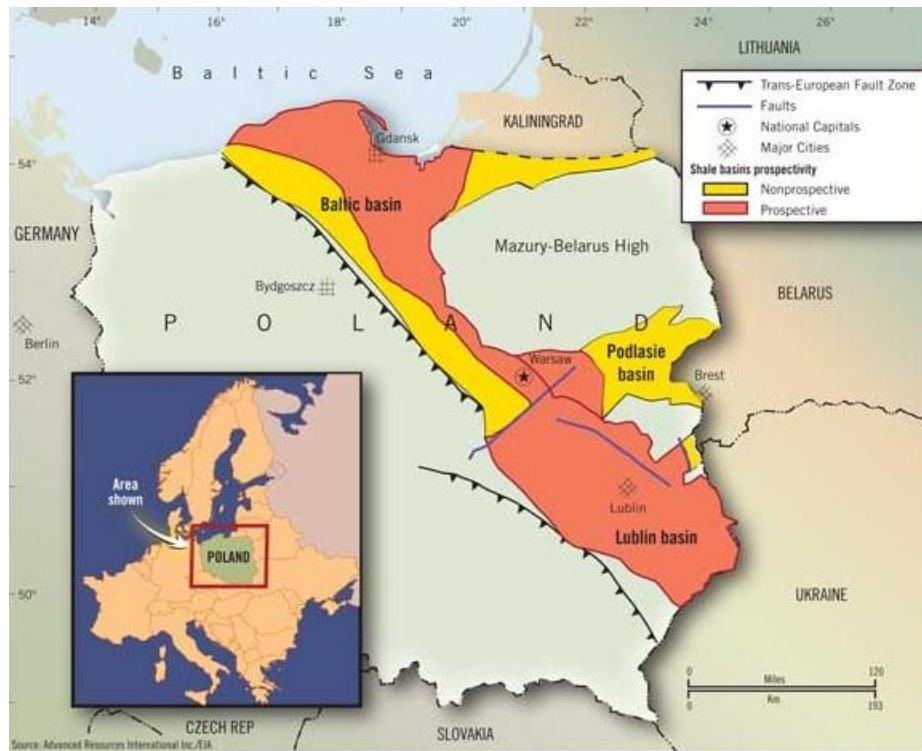 14°
16°
18°
20°
22°
24°
26°
LITHUANIA
Baltic Sea
Trans-European Fault Zone
Faults
National Capitals
Major Cities
Shale basins prospectivity
Nonprospective
Prospective
KALININGRAD
Gdansk
54°
Baltic basin
GERMANY
Mazury-Belarus High
Bydgoszcz
BELARUS
POLAND
Berlin
Warsaw
Podlasie
basin
52°
Brest
Area
shown
POLAND
Lublin
Lublin basin
50°
UKRAINE
0
120
Miles
Km
0
193
CZECH REP
SLOVAKIA
Source: Advanced Resources International Inc./EIA